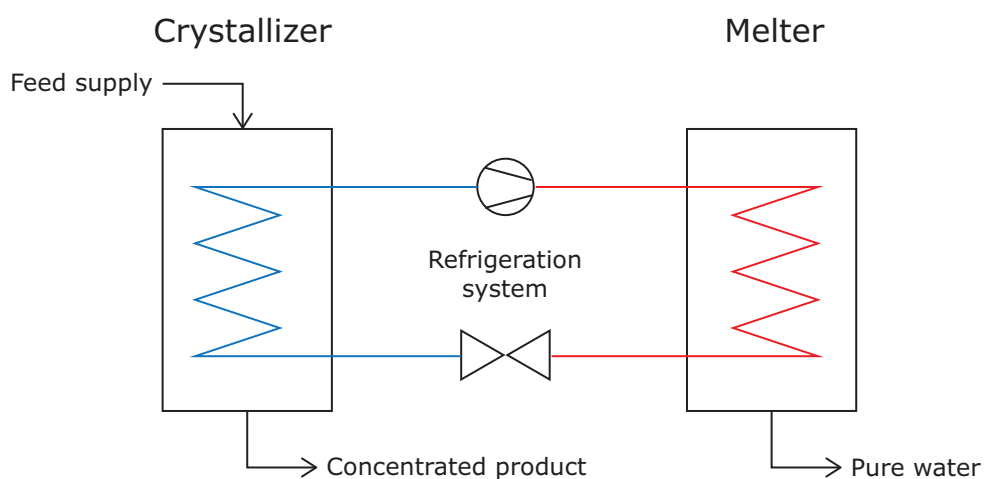 Crystallizer
Melter
Feed supply
Refrigeration
system
Concentrated product
Pure water